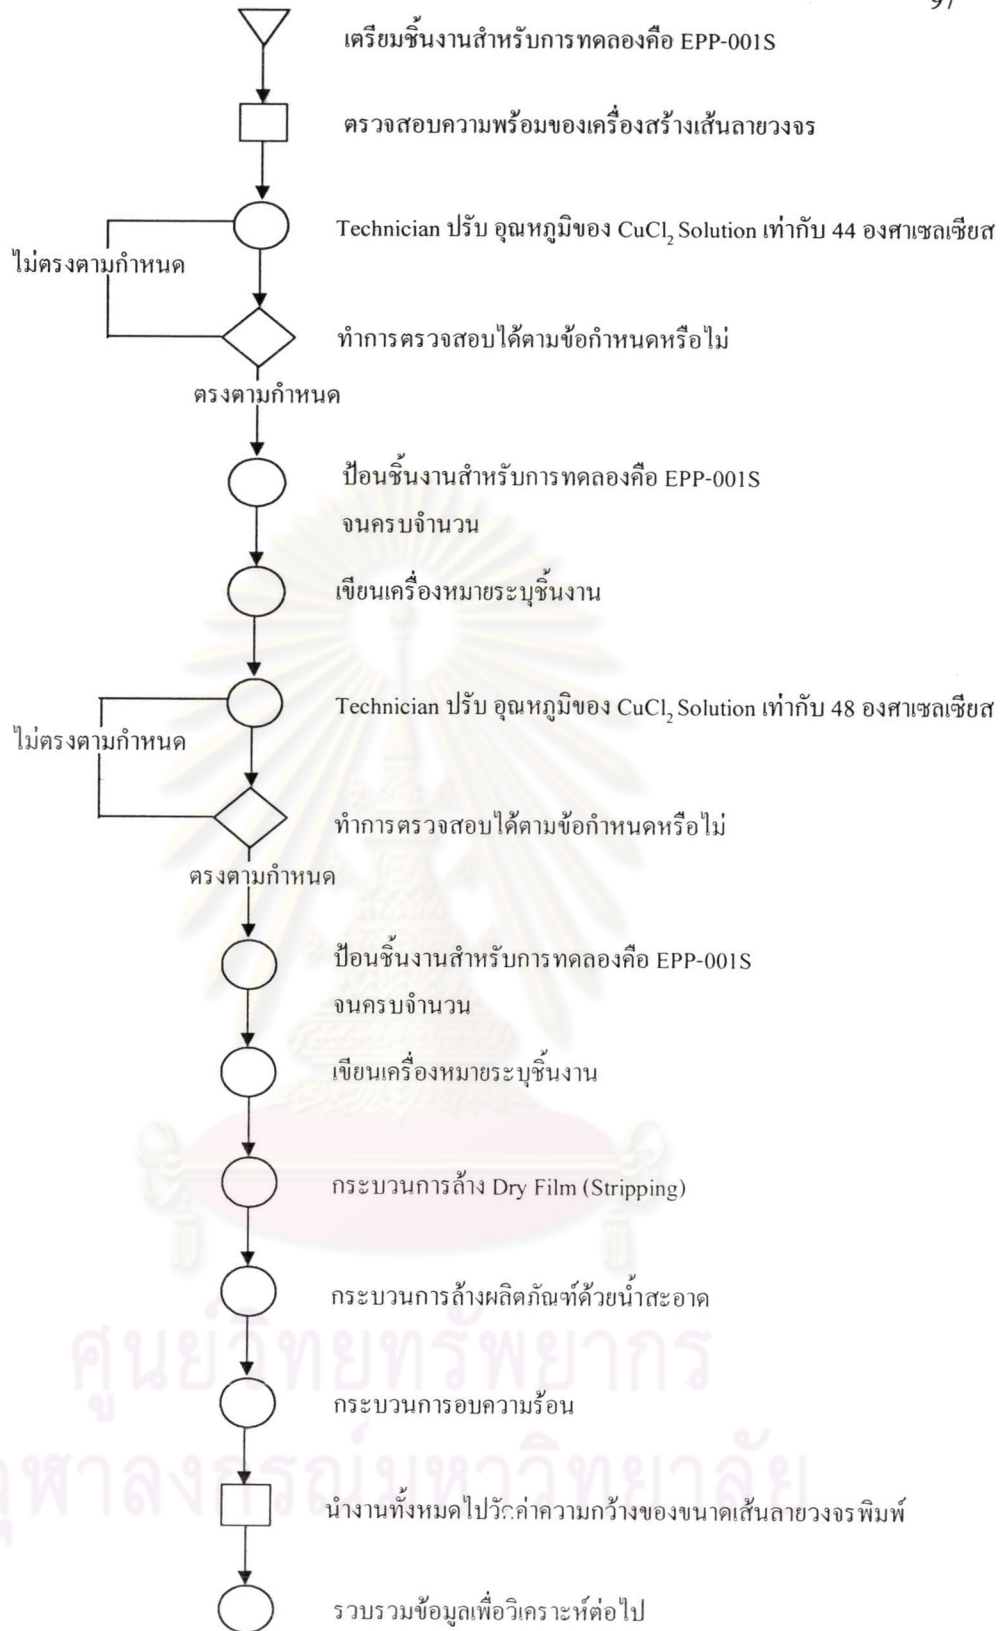 97
เตรียมชิ้นงานสำหรับการทดลองคือ EPP-001S
ตรวจสอบความพร้อมของเครื่องสร้างเส้นลายวงจร
Technician ปรับ อุณหภูมิของ CuCl₂ Solution เท่ากับ 44 องศาเซลเซียส
ไม่ตรงตามกำหนด
ทำการตรวจสอบได้ตามข้อกำหนดหรือไม่
ตรงตามกำหนด
ป้อนชิ้นงานสำหรับการทดลองคือ EPP-001S
จนครบจำนวน
เขียนเครื่องหมายระบุชิ้นงาน
Technician ปรับ อุณหภูมิของ CuCl₂ Solution เท่ากับ 48 องศาเซลเซียส
ไม่ตรงตามกำหนด
ทำการตรวจสอบได้ตามข้อกำหนดหรือไม่
ตรงตามกำหนด
ป้อนชิ้นงานสำหรับการทดลองคือ EPP-001S
จนครบจำนวน
เขียนเครื่องหมายระบุชิ้นงาน
กระบวนการล้าง Dry Film (Stripping)
กระบวนการล้างผลิตภัณฑ์ด้วยน้ำสะอาด
ศูนย์วิทยทรัพยากร
กระบวนการอบความร้อน
จุฬาลงกรณ์มหาวิทยาลัย
นำงานทั้งหมดไปวัดค่าความกว้างของขนาดเส้นลายวงจรพิมพ์
รวบรวมข้อมูลเพื่อวิเคราะห์ต่อไป